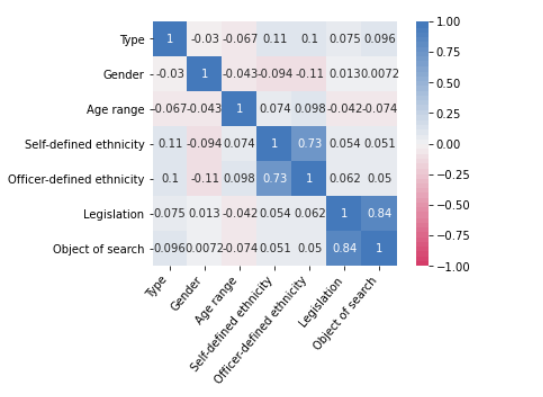 Type 1 -0.03 -0.067 0.11 0.1 0.075 0.096
Gender -0.03 1 -0.043 -0.094 -0.11 0.013 0.0072
Age range -0.067 -0.043 1 0.074 0.098 -0.042 -0.074
Self-defined ethnicity 0.11 -0.094 0.074 1 0.73 0.054 0.051
Officer-defined ethnicity 0.1 -0.11 0.098 0.73 1 0.062 0.05
Legislation 0.075 0.013 -0.042 0.054 0.062 1 0.84
Object of search 0.096 0.0072 -0.074 0.051 0.05 0.84 1
Type
Gender
Age range
Self-defined ethnicity
Officer-defined ethnicity
Legislation
Object of search
1.00
0.75
0.50
0.25
0.00
-0.25
-0.50
-0.75
-1.00